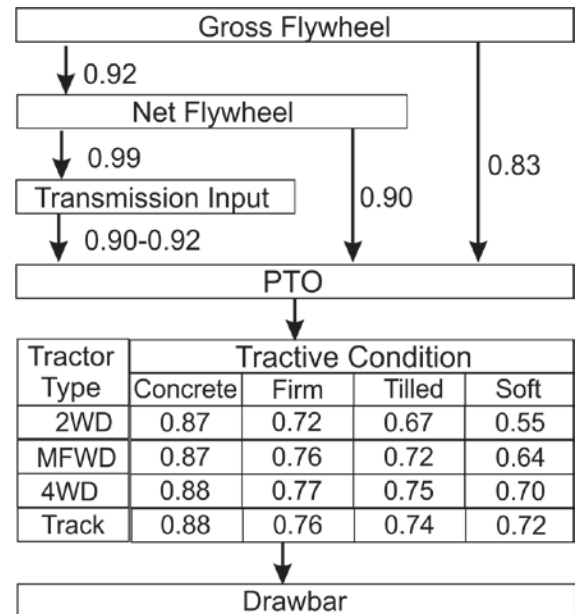 Gross Flywheel
0.92
Net Flywheel
0.99
0.83
Transmission Input
0.90
0.90-0.92
PTO
Tractor Type
Tractive Condition
Concrete Firm Tilled Soft
2WD 0.87 0.72 0.67 0.55
MFWD 0.87 0.76 0.72 0.64
4WD 0.88 0.77 0.75 0.70
Track 0.88 0.76 0.74 0.72
Drawbar